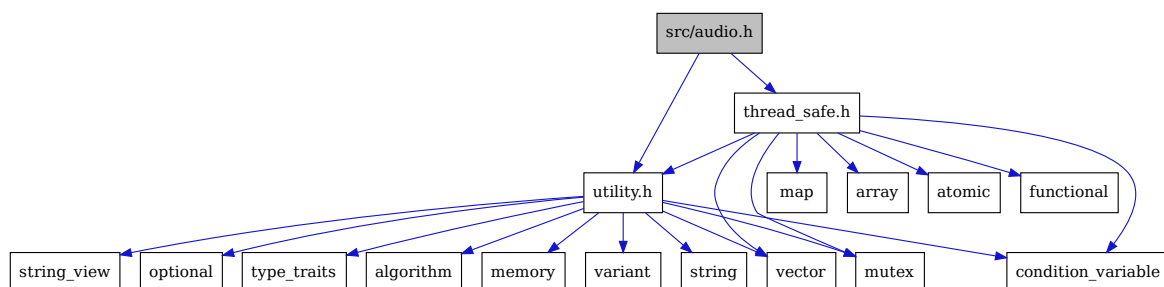 src/audio.h
thread_safe.h
utility.h
map
array
atomic
functional
string_view
optional
type_traits
algorithm
memory
variant
string
vector
mutex
condition_variable